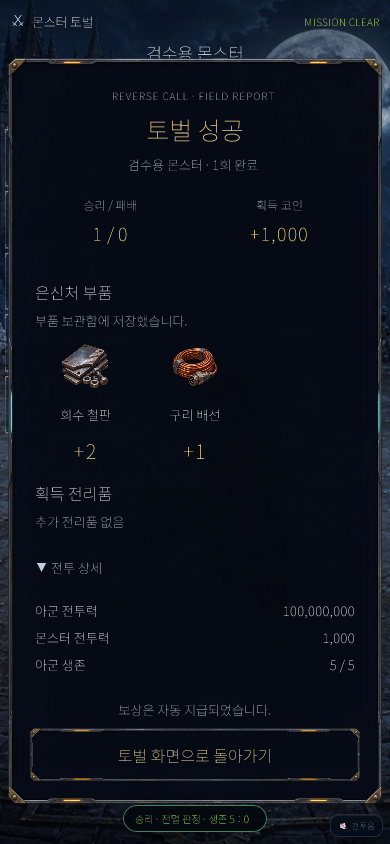 몬스터 토벌
MISSION CLEAR
검수용 몬스터
REVERSE CALL · FIELD REPORT
토벌 성공
검수용 몬스터 · 1회 완료
승리 / 패배
획득 코인
1 / 0
+1,000
은신처 부품
부품 보관함에 저장했습니다.
회수 철판
구리 배선
+2
+1
획득 전리품
추가 전리품 없음
▼ 전투 상세
아군 전투력
100,000,000
몬스터 전투력
1,000
아군 생존
5 / 5
보상은 자동 지급되었습니다.
토벌 화면으로 돌아가기
승리 · 전멸 판정 · 생존 5 : 0
전투음